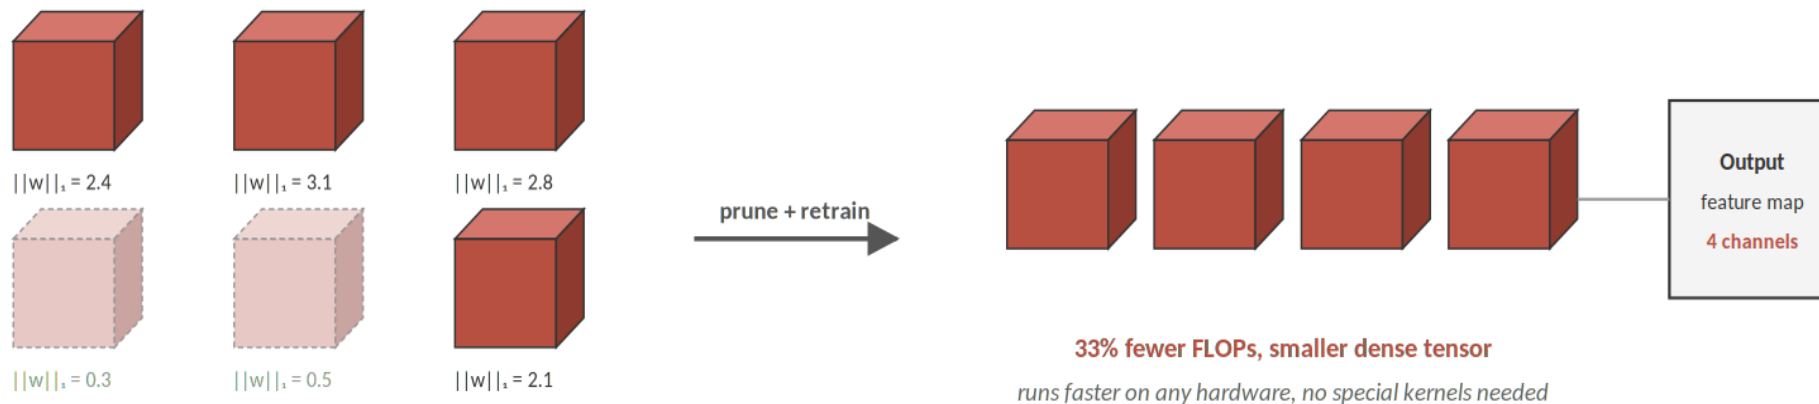 ||w||₁ = 2.4
||w||₁ = 3.1
||w||₁ = 2.8
||w||₁ = 0.3
||w||₁ = 0.5
||w||₁ = 2.1
prune + retrain
Output
feature map
4 channels
33% fewer FLOPs, smaller dense tensor
runs faster on any hardware, no special kernels needed